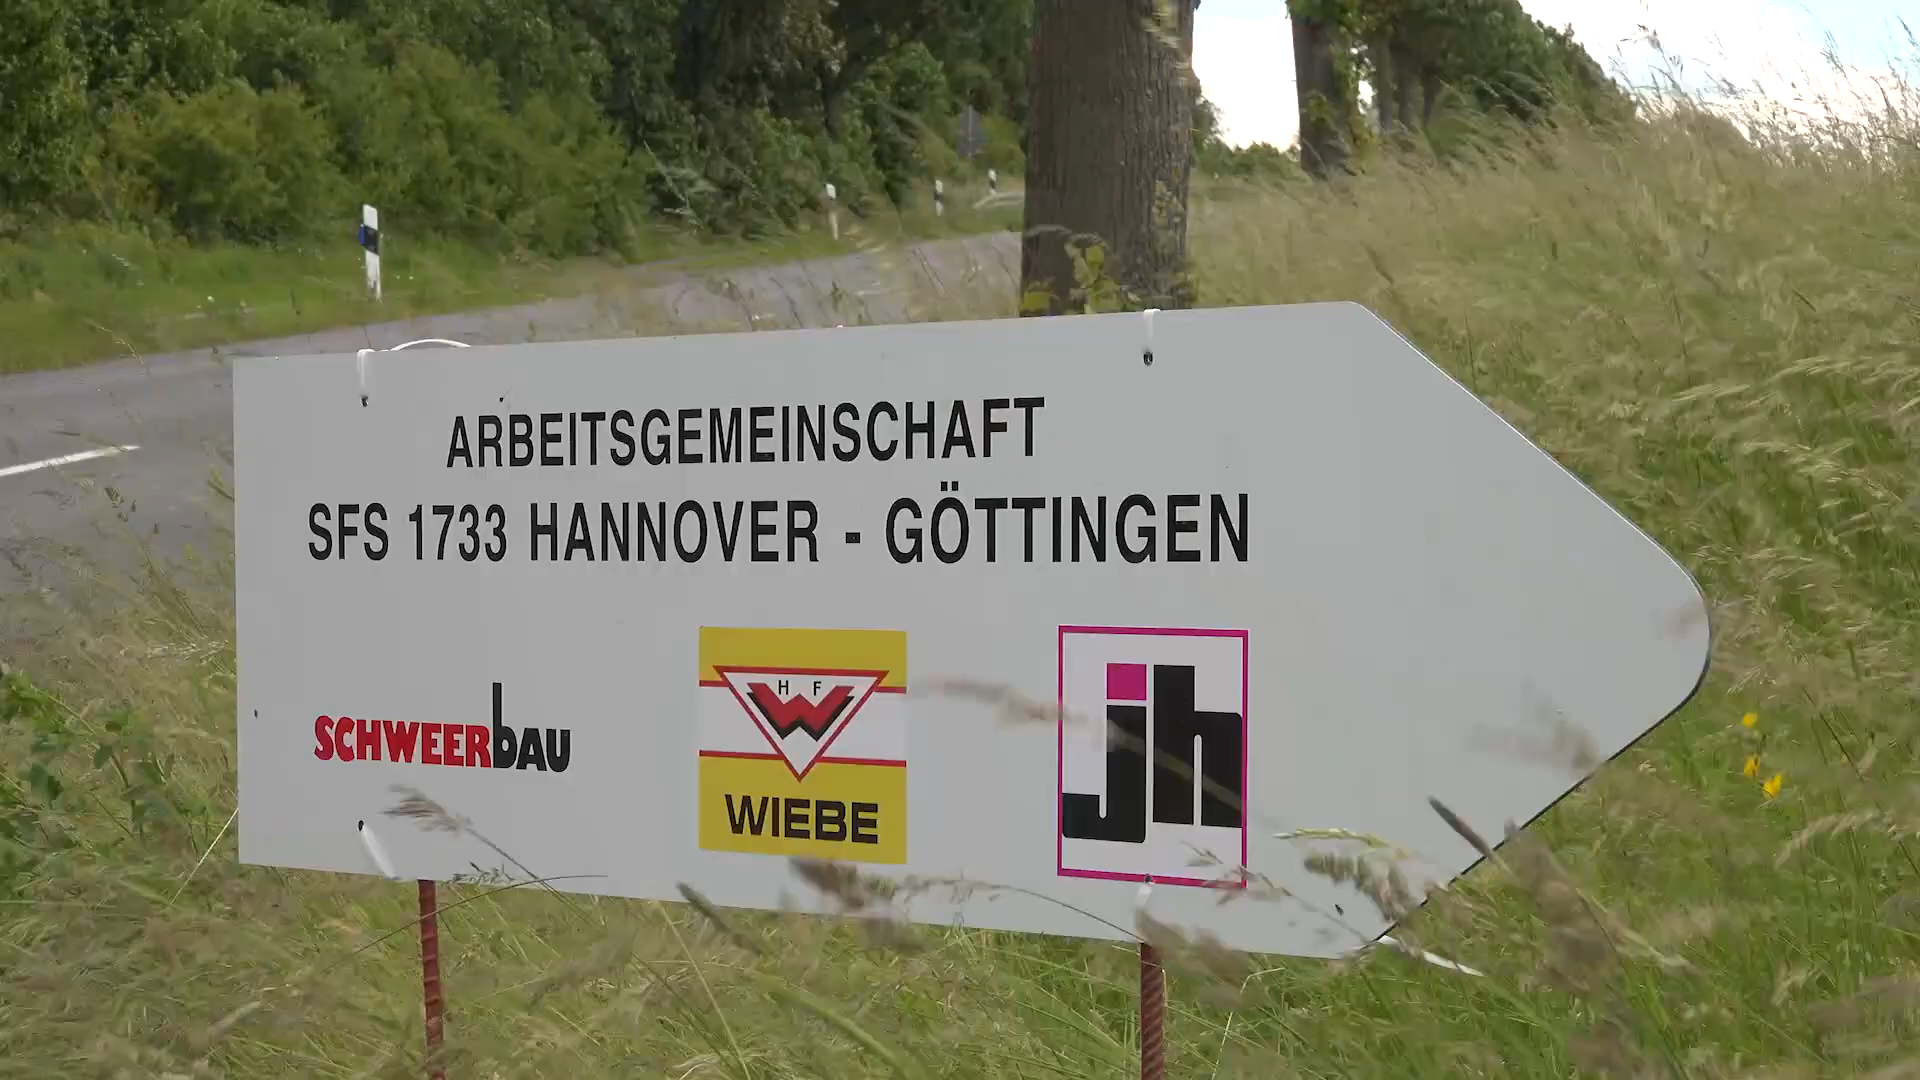 ARBEITSGEMEINSCHAFT
SFS 1733 HANNOVER - GÖTTINGEN
SCHWEERbAU
H F
W
WIEBE
jh